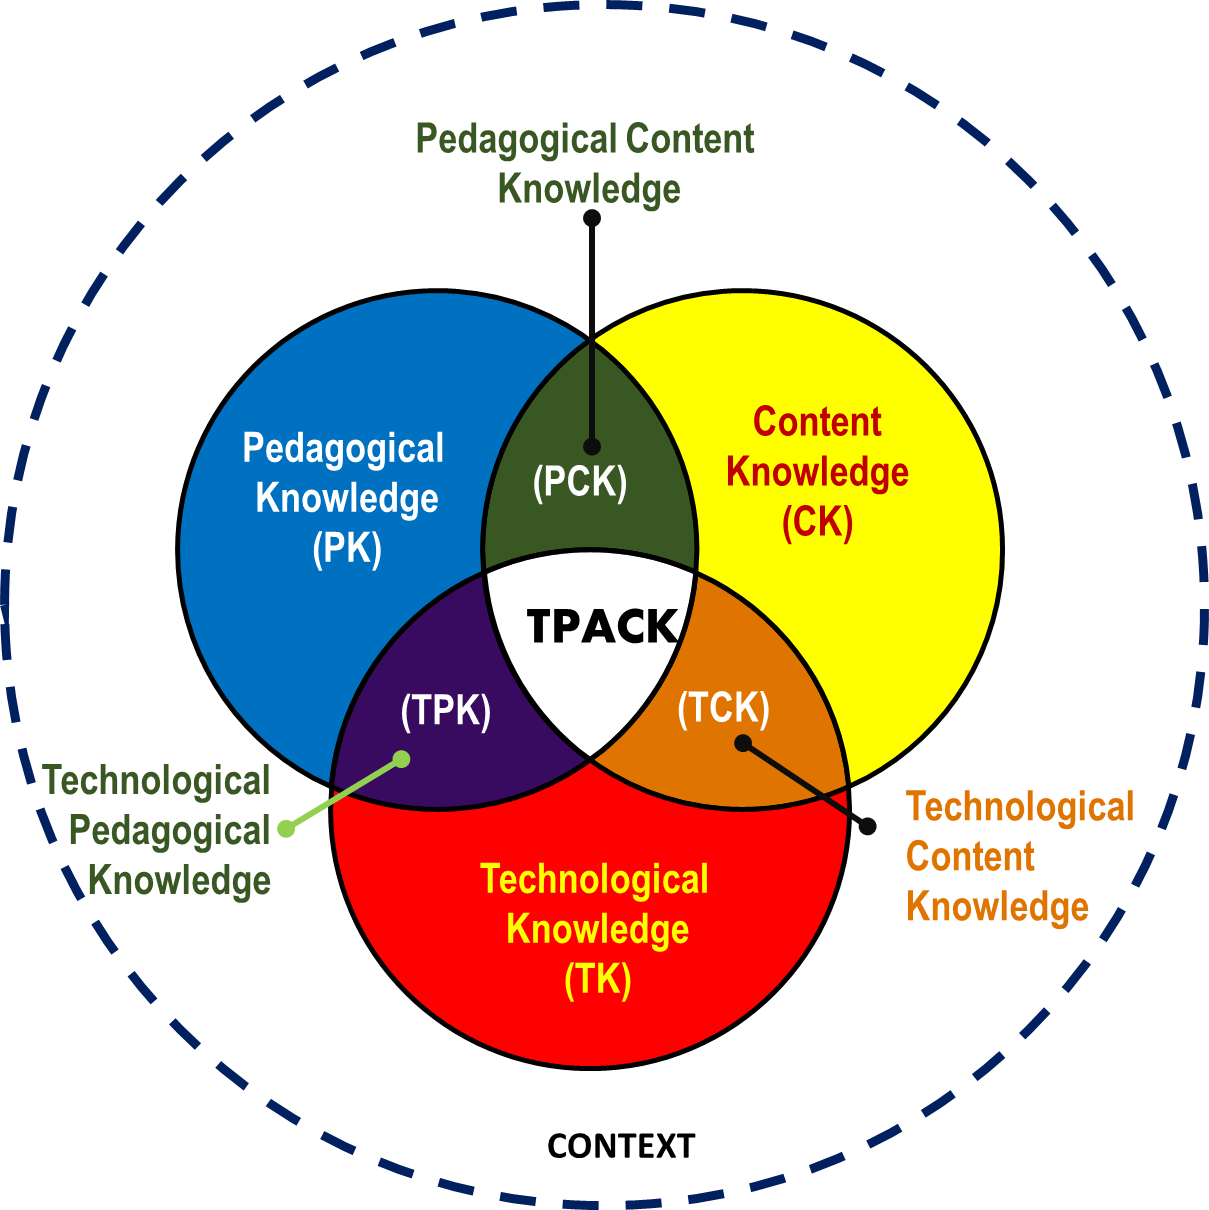 Pedagogical Content
Knowledge
Pedagogical
Knowledge
(PK)
(PCK)
Content
Knowledge
(CK)
TPACK
(TPK)
(TCK)
Technological
Pedagogical
Knowledge
Technological
Content
Knowledge
Technological
Knowledge
(TK)
CONTEXT